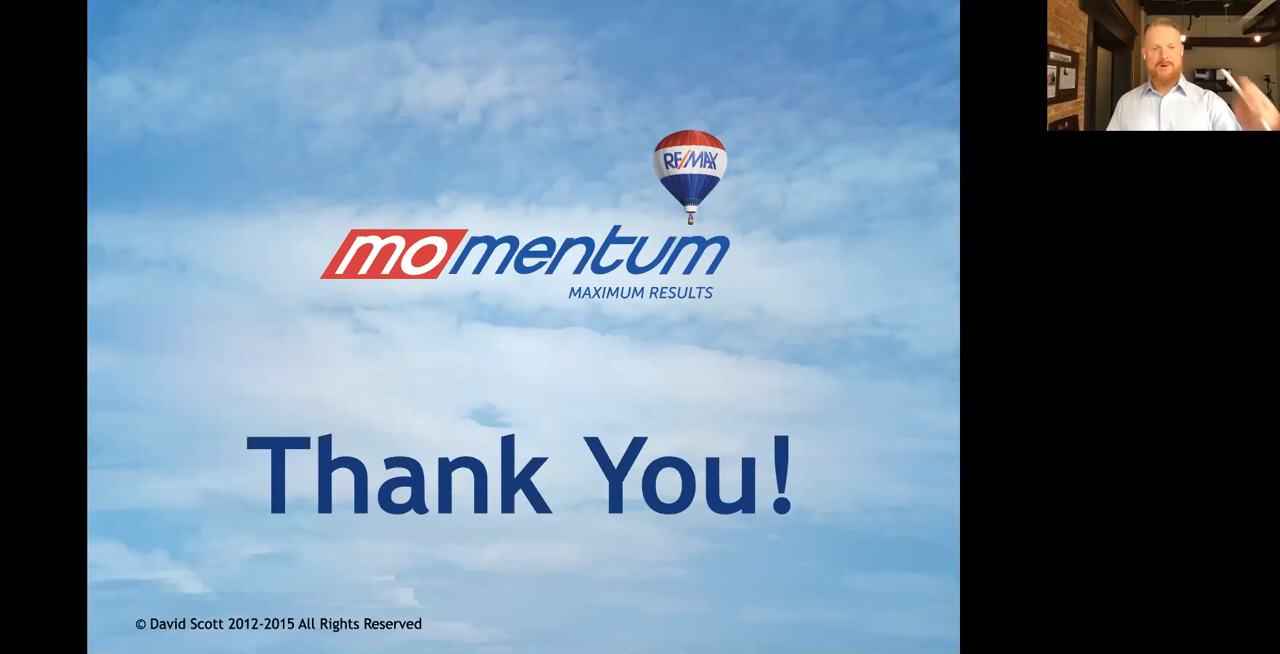 RE/MAX
momentum
MAXIMUM RESULTS
Thank You!
© David Scott 2012-2015 All Rights Reserved